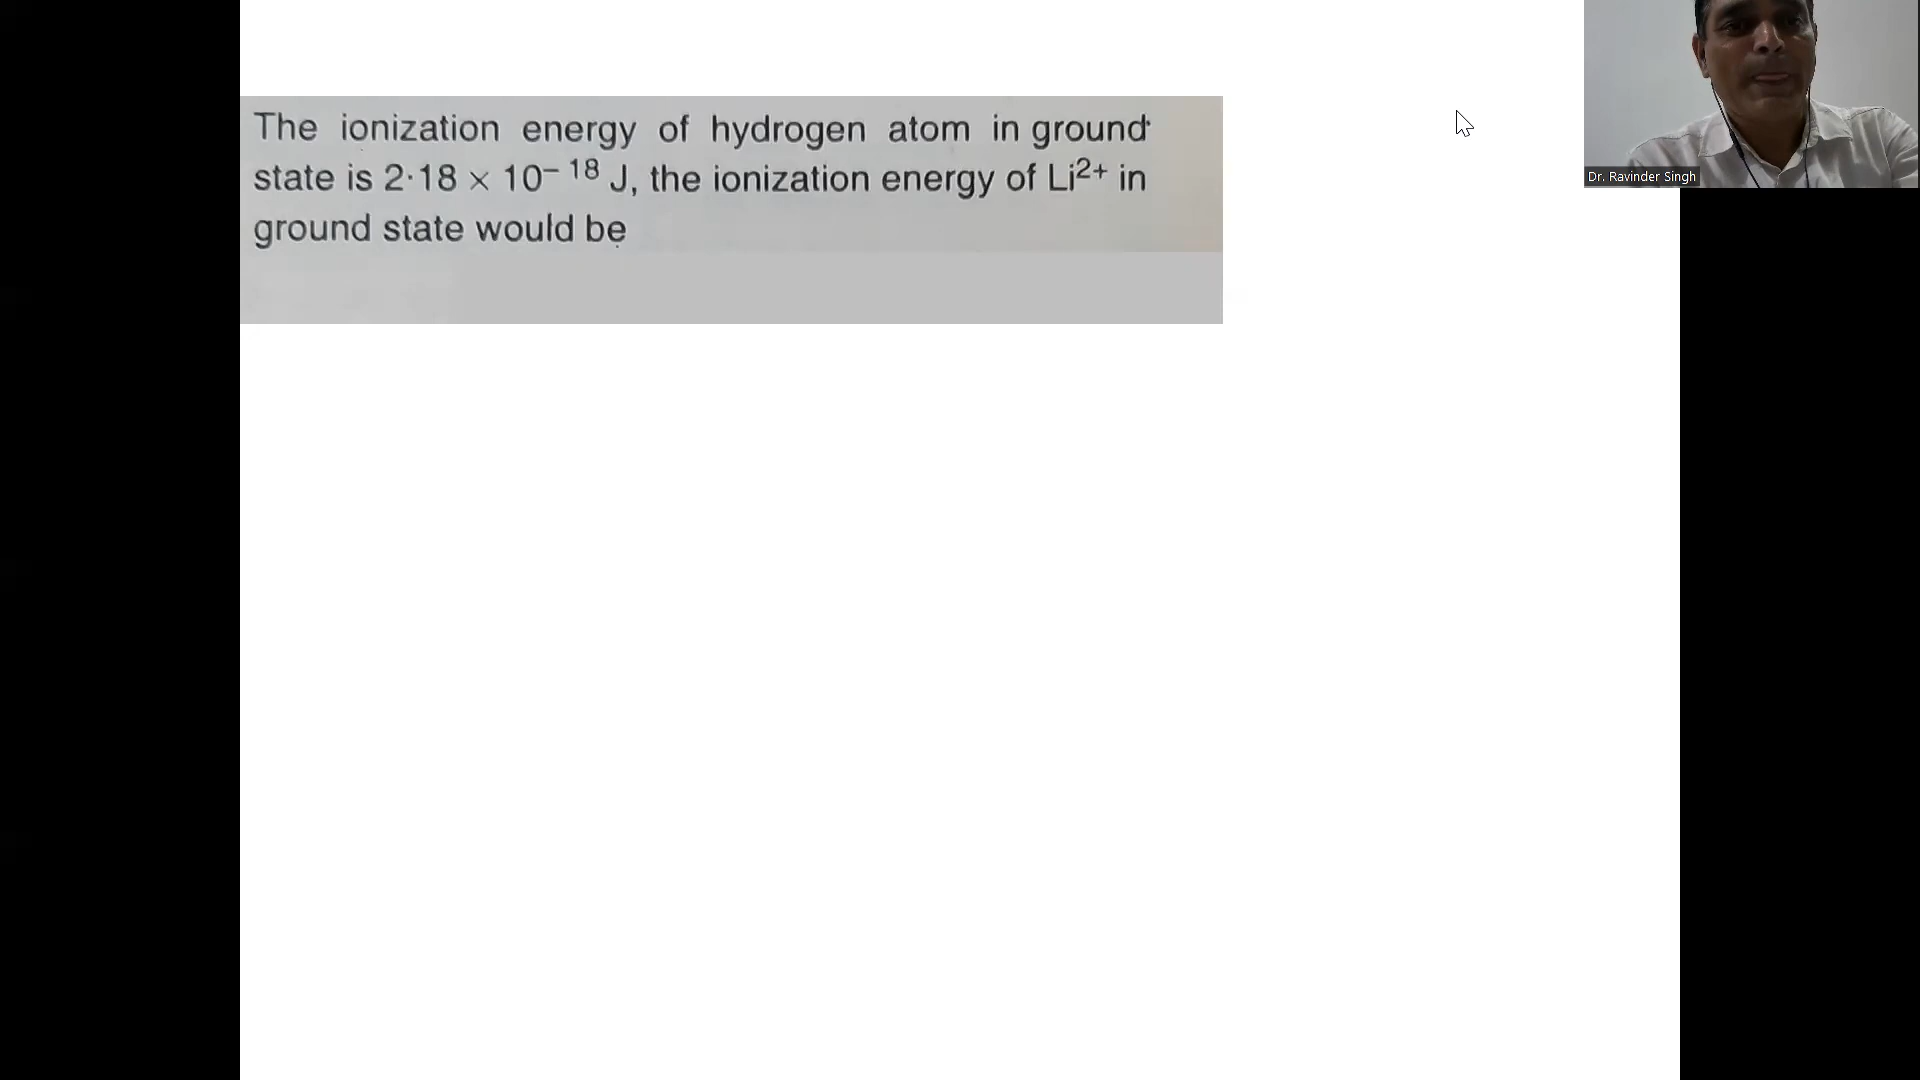 The ionization energy of hydrogen atom in ground
state is 2·18 × 10⁻ ¹⁸ J, the ionization energy of Li²⁺ in
ground state would be
Dr. Ravinder Singh